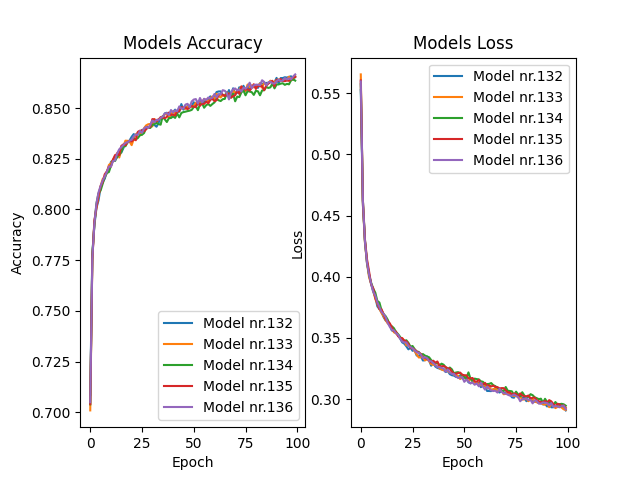 Models Accuracy
Accuracy
0.850
0.825
0.800
0.775
0.750
0.725
0.700
0
25
50
75
100
Epoch
Model nr.132
Model nr.133
Model nr.134
Model nr.135
Model nr.136
Models Loss
Loss
0.55
0.50
0.45
0.40
0.35
0.30
0
25
50
75
100
Epoch
Model nr.132
Model nr.133
Model nr.134
Model nr.135
Model nr.136